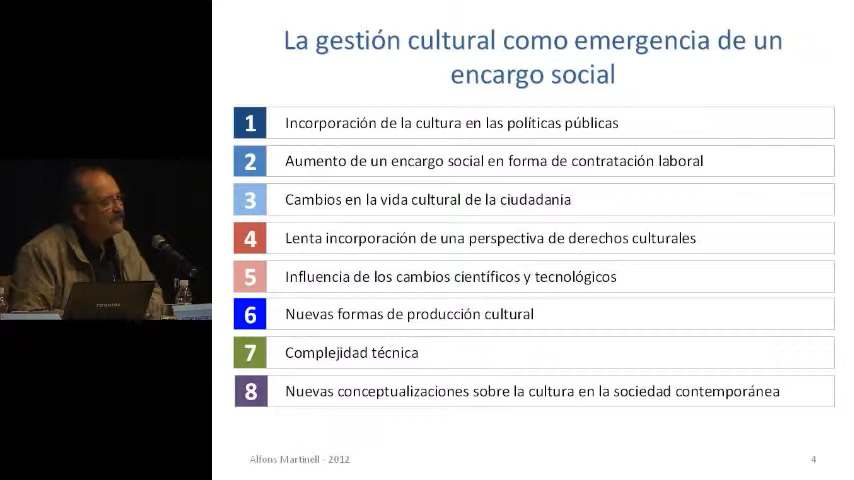 La gestión cultural como emergencia de un
encargo social
1 Incorporación de la cultura en las políticas públicas
2 Aumento de un encargo social en forma de contratación laboral
3 Cambios en la vida cultural de la ciudadania
4 Lenta incorporación de una perspectiva de derechos culturales
5 Influencia de los cambios científicos y tecnológicos
6 Nuevas formas de producción cultural
7 Complejidad técnica
8 Nuevas conceptualizaciones sobre la cultura en la sociedad contemporánea
TOSHIBA
Alfons Martinell - 2012
4